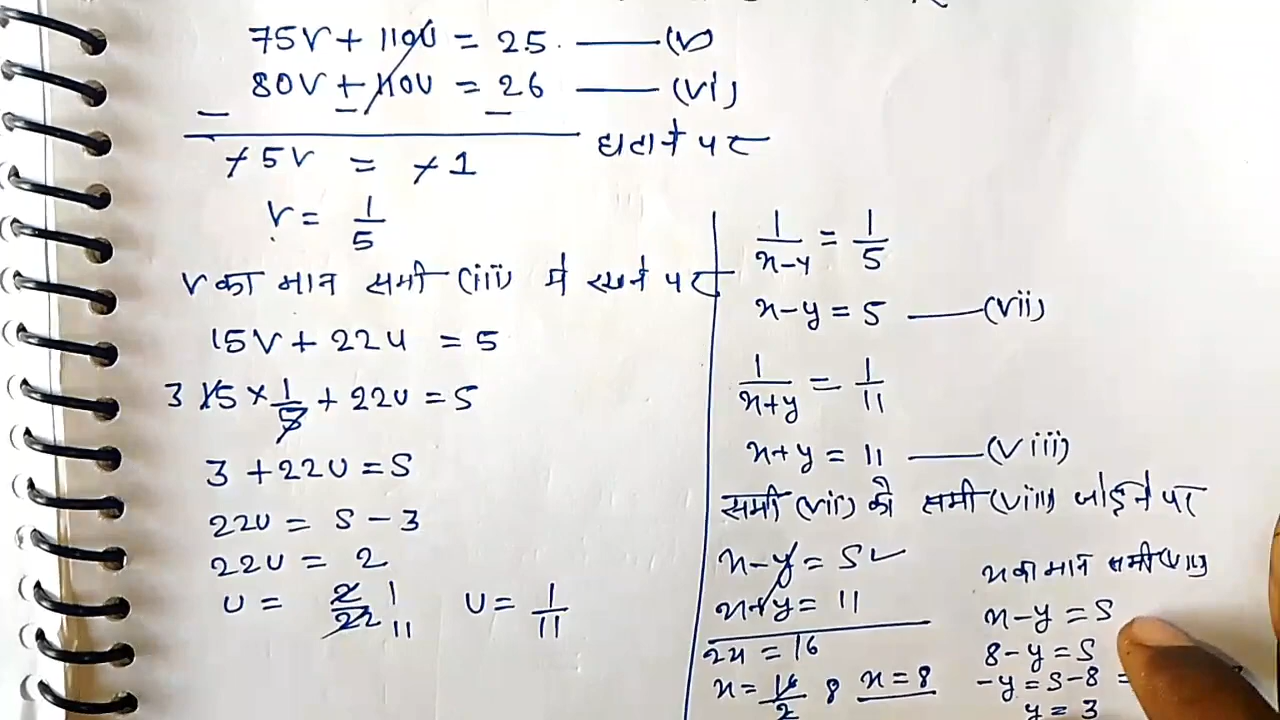 75V + 110U = 25. —— (V)
80V + 110U = 26 —— (Vi)
− − −
घटाने पर
-5V = -1
V = 1/5
V का मान समी (iii) में रखने पर
15V + 22U = 5
3 15 × 1/5 + 22U = 5
3 + 22U = 5
22U = 5 - 3
22U = 2
U = 2/22 1 11 U = 1/11
1/x-y = 1/5
x-y = 5 —— (vii)
1/x+y = 1/11
x+y = 11 —— (Viii)
समी (vii) को समी (viii) जोड़ने पर
x-y = 5
x+y = 11
2x = 16
x = 16/2 8 x = 8
x का मान समी
x-y = 5
8-y = 5
-y = 5-8 =
y = 3